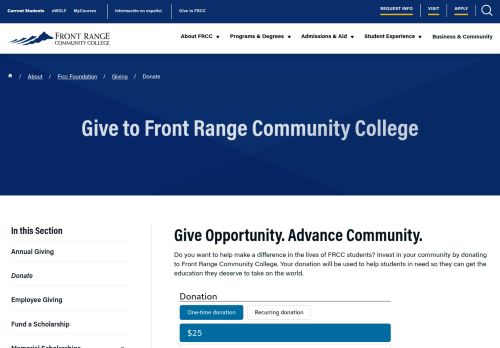 Current Students eWOLF MyCourses Información en español Give to FRCC REQUEST INFO VISIT APPLY
FRONT RANGE
COMMUNITY COLLEGE
About FRCC Programs & Degrees Admissions & Aid Student Experience Business & Community
/ About / Frcc Foundation / Giving / Donate
Give to Front Range Community College
In this Section
Annual Giving
Donate
Employee Giving
Fund a Scholarship
Memorial Scholarships
Give Opportunity. Advance Community.
Do you want to help make a difference in the lives of FRCC students? Invest in your community by donating
to Front Range Community College. Your donation will be used to help students in need so they can get the
education they deserve to take on the world.
Donation
One-time donation Recurring donation
$25